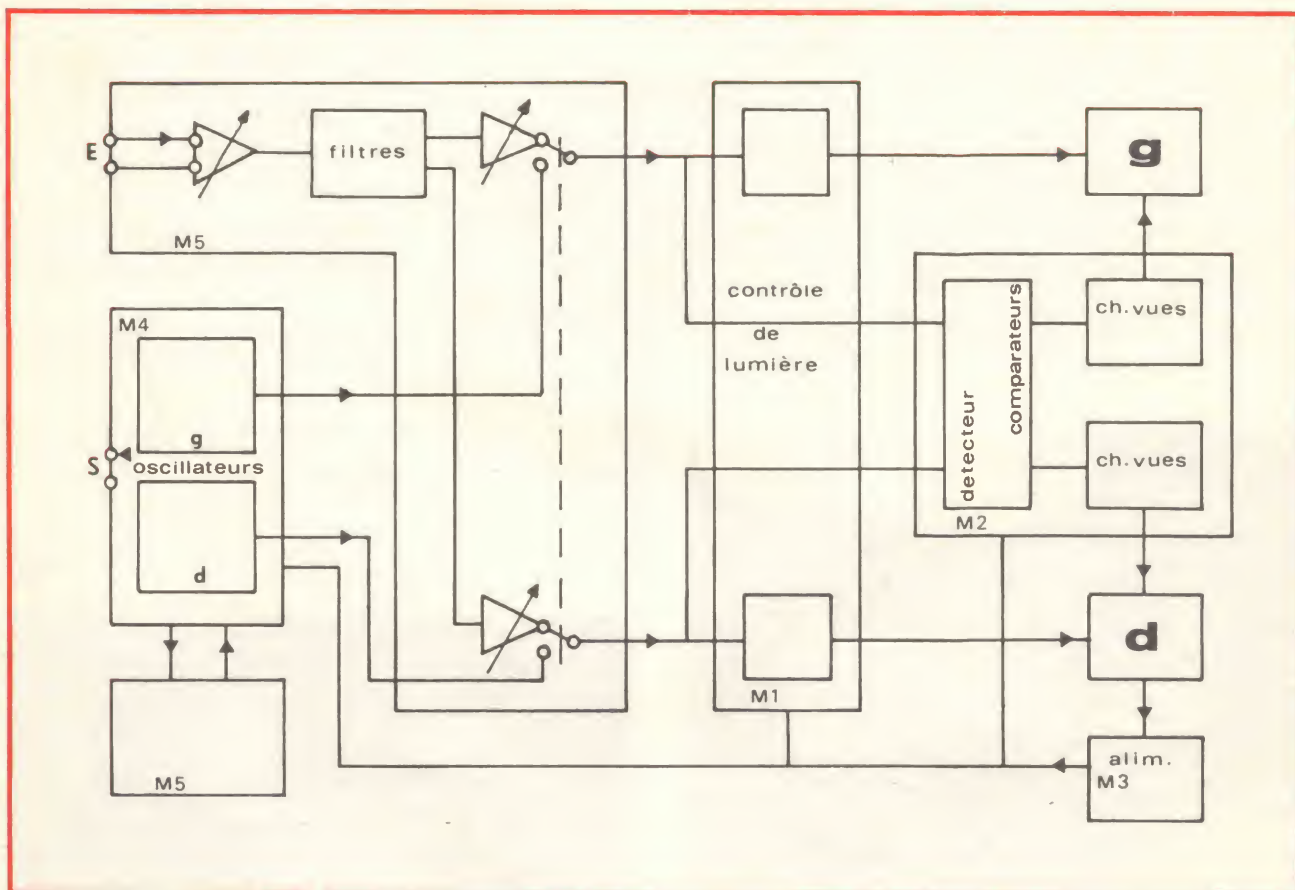 E
filtres
M5
g
contrôle
de
lumière
detecteur
comparateurs
ch.vues
ch.vues
M2
M4
g
S
oscillateurs
d
M5
M1
d
alim.
M3